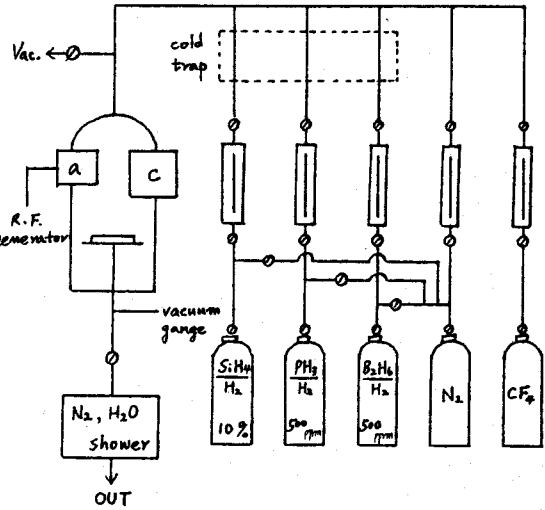 cold
trap
Vac.
a
c
R.F.
generator
vacuum
gange
N2, H2O
shower
OUT
SiH4
H2
10%
PH3
H2
500
ppm
B2H6
H2
500
ppm
N2
CF4